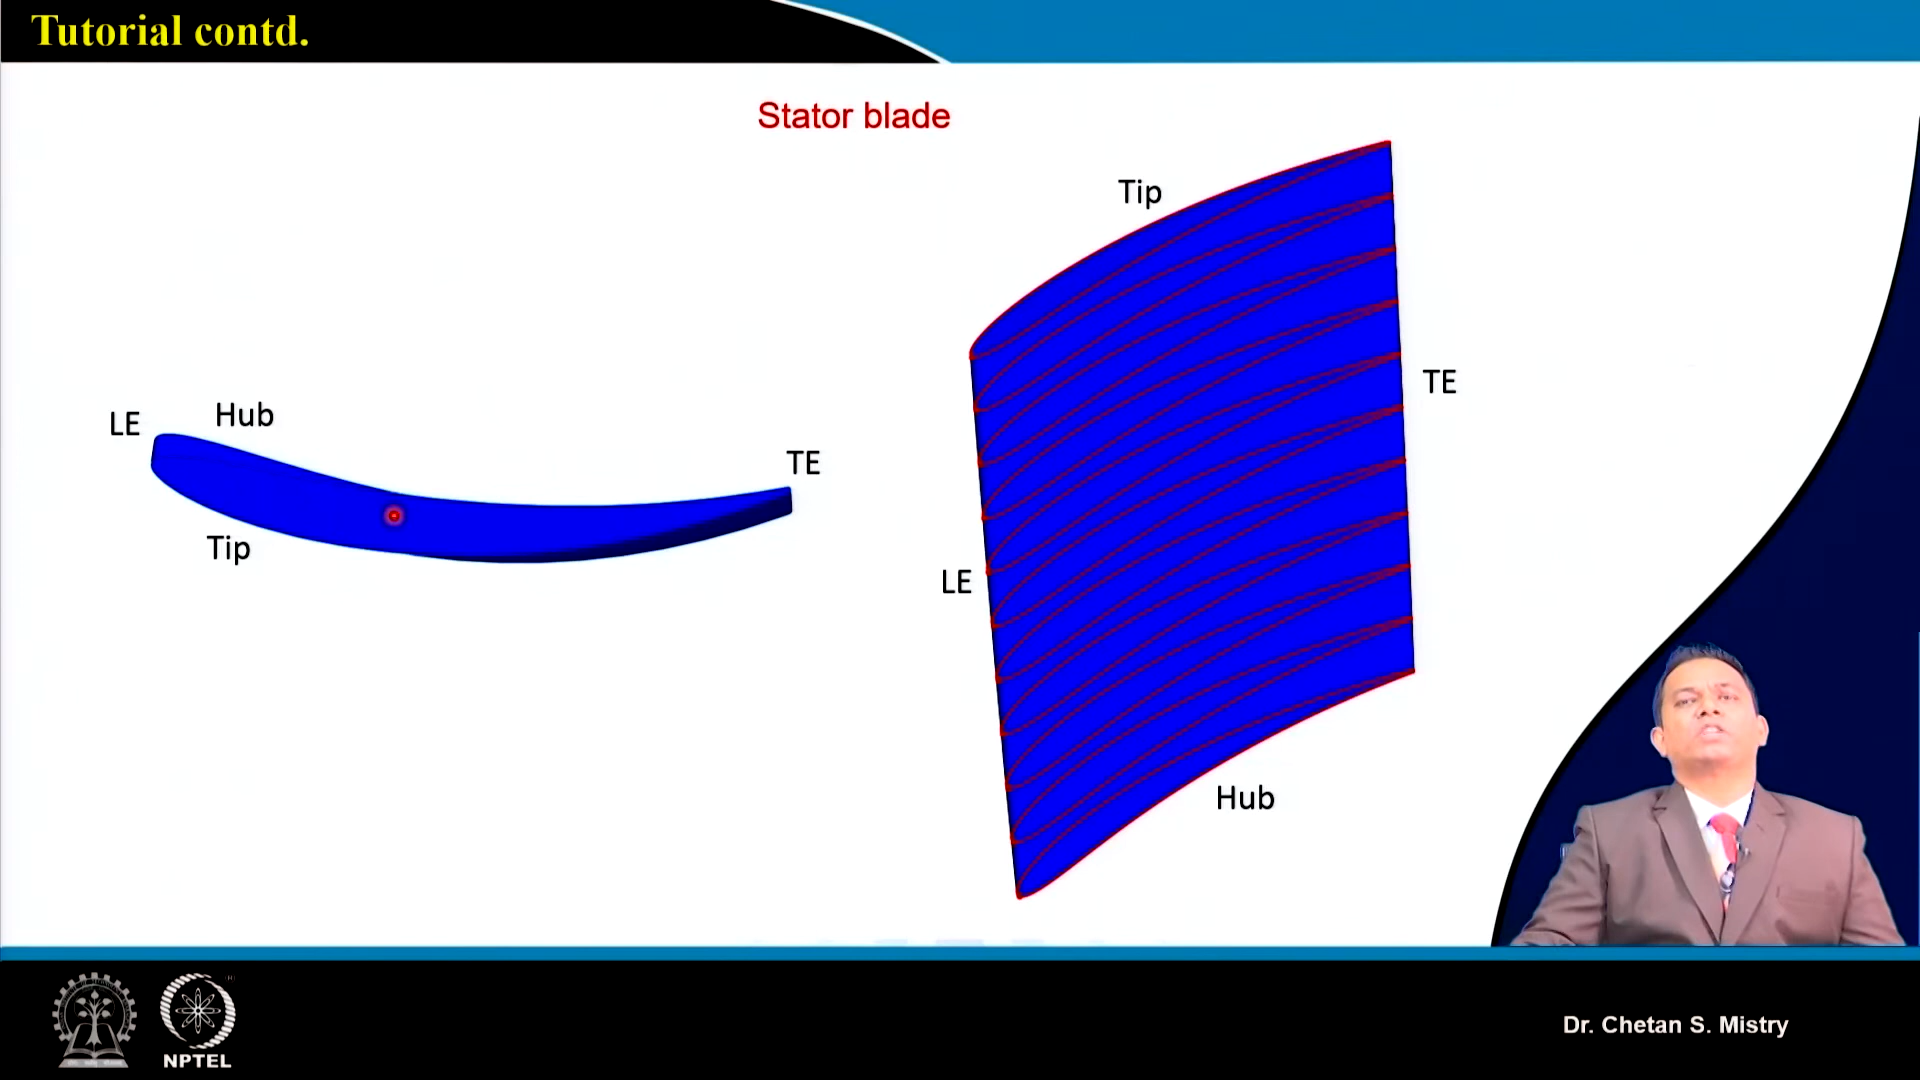 Tutorial contd.
Stator blade
LE
Hub
Tip
TE
Tip
LE
TE
Hub
NPTEL
Dr. Chetan S. Mistry